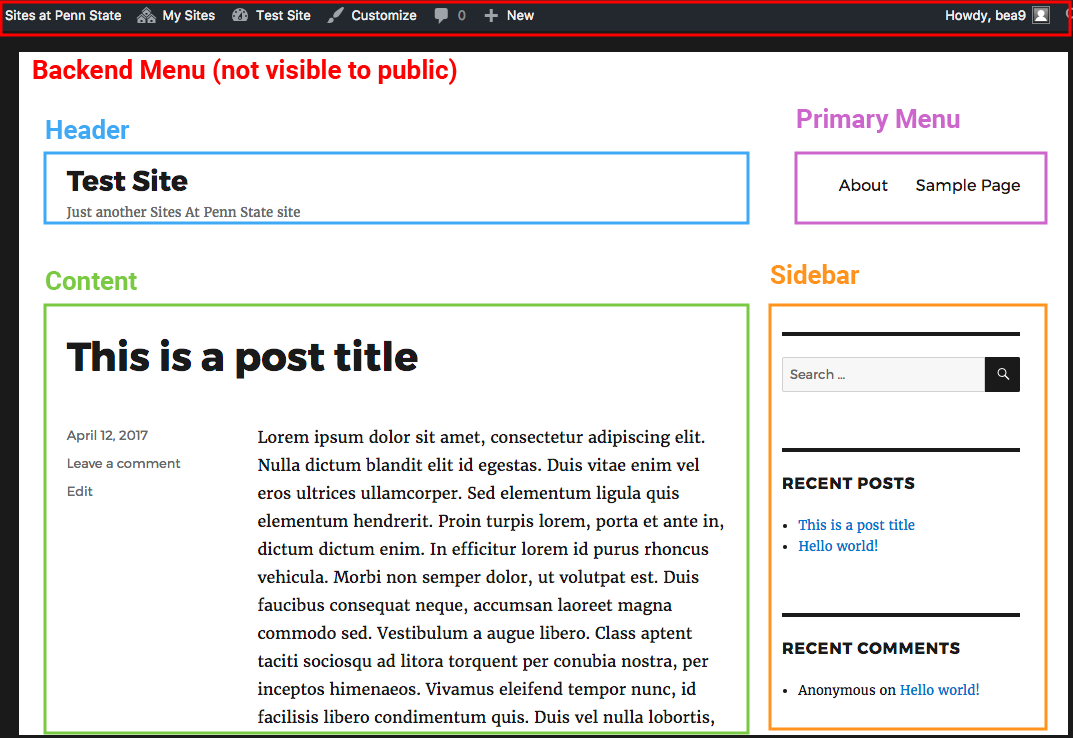 Sites at Penn State My Sites Test Site Customize 0 New Howdy, bea9
Backend Menu (not visible to public)
Header
Primary Menu
Test Site
Just another Sites At Penn State site
About Sample Page
Content
Sidebar
This is a post title
April 12, 2017
Leave a comment
Edit
Lorem ipsum dolor sit amet, consectetur adipiscing elit.
Nulla dictum blandit elit id egestas. Duis vitae enim vel
eros ultrices ullamcorper. Sed elementum ligula quis
elementum hendrerit. Proin turpis lorem, porta et ante in,
dictum dictum enim. In efficitur lorem id purus rhoncus
vehicula. Morbi non semper dolor, ut volutpat est. Duis
faucibus consequat neque, accumsan laoreet magna
commodo sed. Vestibulum a augue libero. Class aptent
taciti sociosqu ad litora torquent per conubia nostra, per
inceptos himenaeos. Vivamus eleifend tempor nunc, id
facilisis libero condimentum quis. Duis vel nulla lobortis,
Search …
RECENT POSTS
• This is a post title
• Hello world!
RECENT COMMENTS
• Anonymous on Hello world!